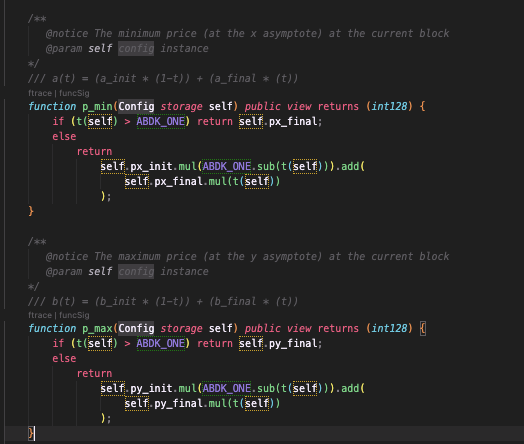 /**
@notice The minimum price (at the x asymptote) at the current block
@param self config instance
*/
/// a(t) = (a_init * (1-t)) + (a_final * (t))
ftrace | funcSig
function p_min(Config storage self) public view returns (int128) {
if (t(self) > ABDK_ONE) return self.px_final;
else
return
self.px_init.mul(ABDK_ONE.sub(t(self))).add(
self.px_final.mul(t(self))
);
}
/**
@notice The maximum price (at the y asymptote) at the current block
@param self config instance
*/
/// b(t) = (b_init * (1-t)) + (b_final * (t))
ftrace | funcSig
function p_max(Config storage self) public view returns (int128) {
if (t(self) > ABDK_ONE) return self.py_final;
else
return
self.py_init.mul(ABDK_ONE.sub(t(self))).add(
self.py_final.mul(t(self))
);
}